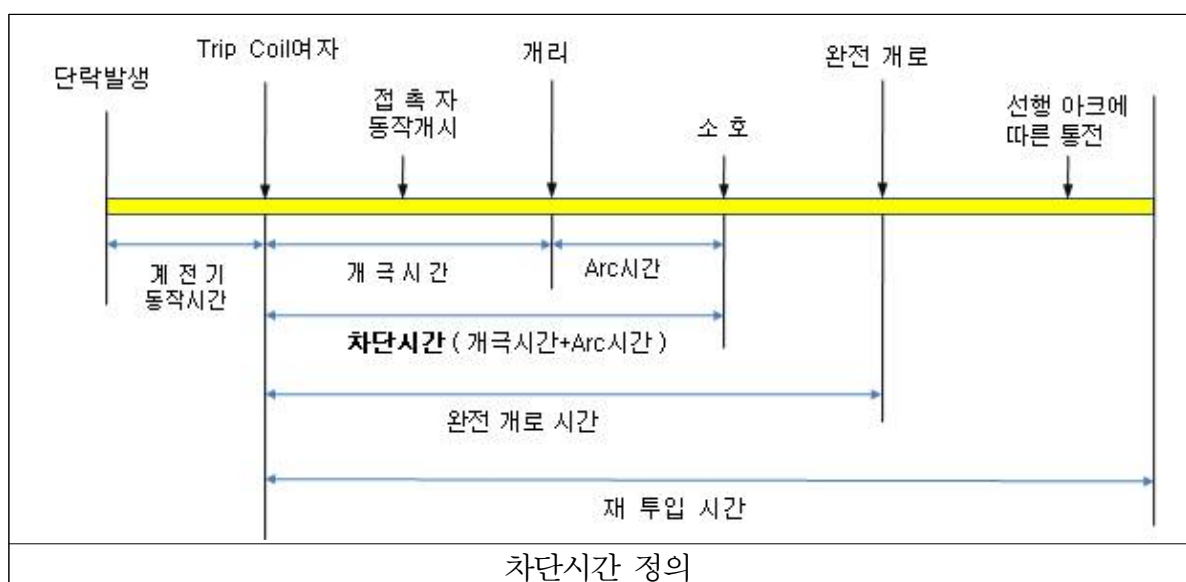 단락발생
Trip Coil여자
접 촉 자
동작개시
개리
소 호
완전 개로
선행 아크에
따른 통전
계 전 기
동작시간
개 극 시 간
Arc시간
차단시간 ( 개극시간+Arc시간 )
완전 개로 시간
재 투입 시간
차단시간 정의